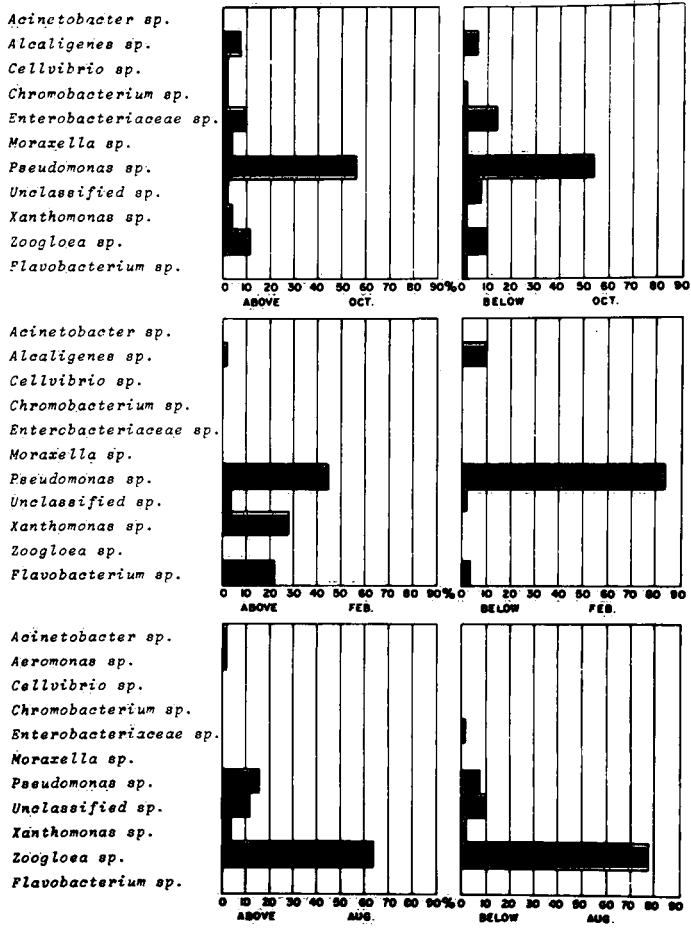 Acinetobacter sp.
Alcaligenes sp.
Cellvibrio sp.
Chromobacterium sp.
Enterobacteriaceae sp.
Moraxella sp.
Pseudomonas sp.
Unclassified sp.
Xanthomonas sp.
Zoogloea sp.
Flavobacterium sp.
0 10 20 30 40 50 60 70 80 90% 0 10 20 30 40 50 60 70 80 90
ABOVE OCT. BELOW OCT.
Acinetobacter sp.
Alcaligenes sp.
Cellvibrio sp.
Chromobacterium sp.
Enterobacteriaceae sp.
Moraxella sp.
Pseudomonas sp.
Unclassified sp.
Xanthomonas sp.
Zoogloea sp.
Flavobacterium sp.
0 10 20 30 40 50 60 70 80 90% 0 10 20 30 40 50 60 70 80 90
ABOVE FEB. BELOW FEB.
Acinetobacter sp.
Aeromonas sp.
Cellvibrio sp.
Chromobacterium sp.
Enterobacteriaceae sp.
Moraxella sp.
Pseudomonas sp.
Unclassified sp.
Xanthomonas sp.
Zoogloea sp.
Flavobacterium sp.
0 10 20 30 40 50 60 70 80 90% 0 10 20 30 40 50 60 70 80 90
ABOVE AUG. BELOW AUG.